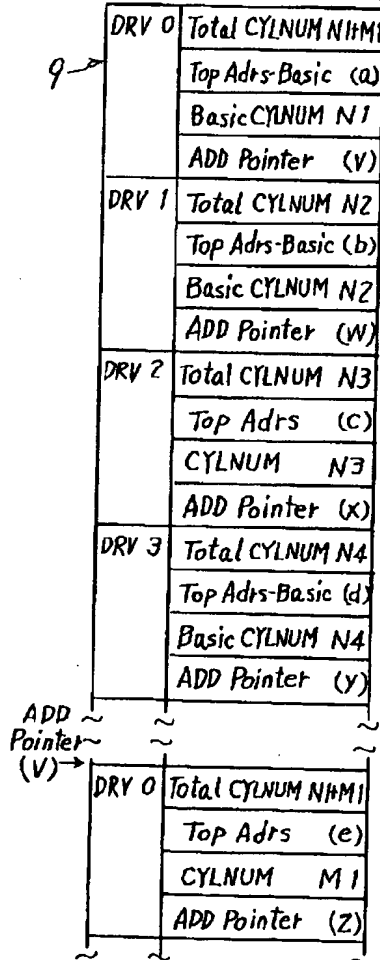 9
DRV 0 Total CYLNUM N1+M1
Top Adrs-Basic (a)
Basic CYLNUM N1
ADD Pointer (V)
DRV 1 Total CYLNUM N2
Top Adrs-Basic (b)
Basic CYLNUM N2
ADD Pointer (W)
DRV 2 Total CYLNUM N3
Top Adrs (C)
CYLNUM N3
ADD Pointer (X)
DRV 3 Total CYLNUM N4
Top Adrs-Basic (d)
Basic CYLNUM N4
ADD Pointer (Y)
ADD
Pointer
(V)
DRV 0 Total CYLNUM N1+M1
Top Adrs (e)
CYLNUM M1
ADD Pointer (Z)